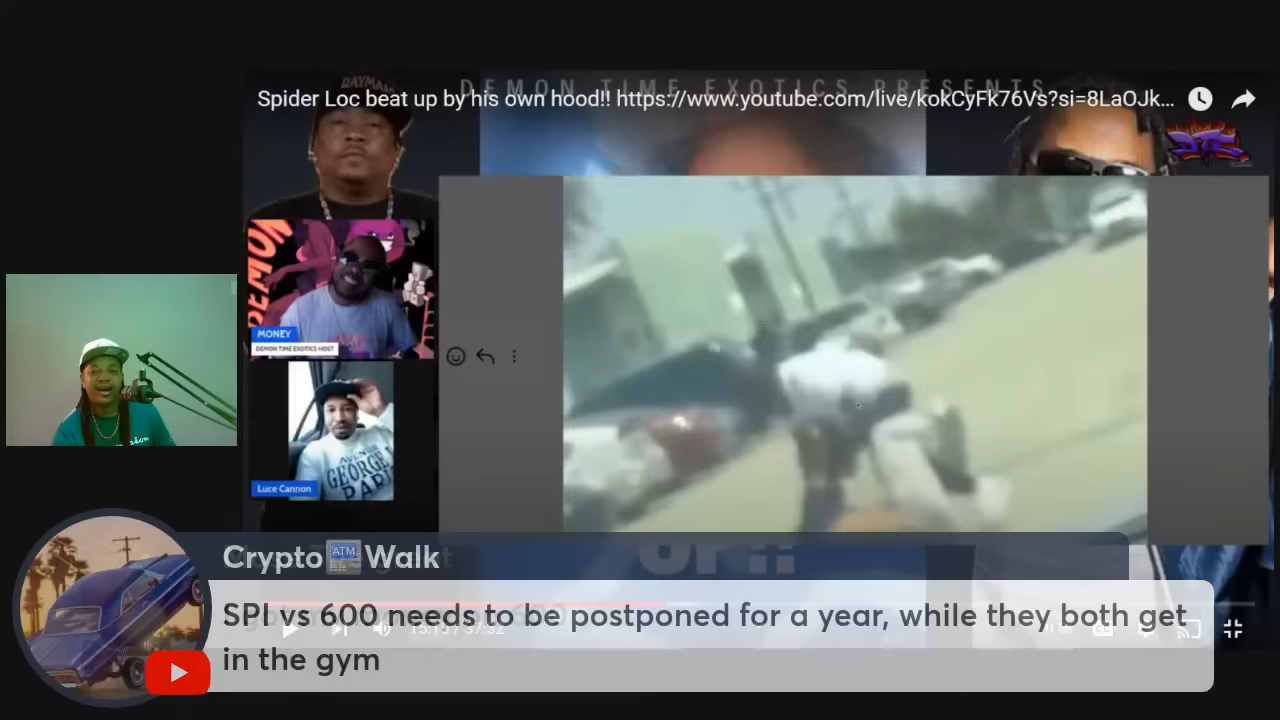 DEMON TIME EXOTICS PRESENTS
Spider Loc beat up by his own hood!! https://www.youtube.com/live/kokCyFk76Vs?si=8LaOJk...
DTE
DEMON
MONEY
DEMON TIME EXOTICS HOST
GEORGE
Luce Cannon
Crypto🏧Walk
SPI vs 600 needs to be postponed for a year, while they both get
in the gym